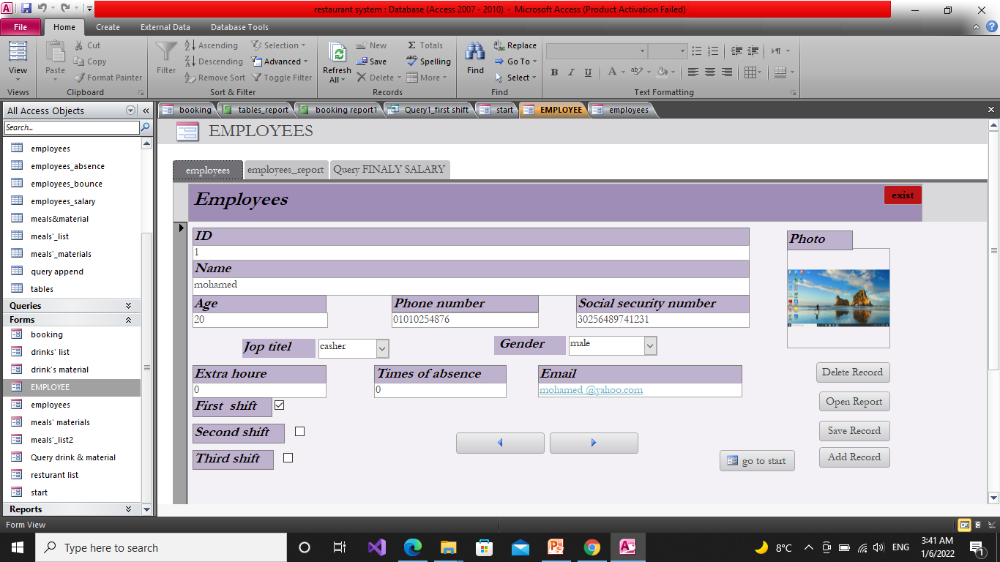 restaurant system : Database (Access 2007 - 2010) - Microsoft Access (Product Activation Failed)
File Home Create External Data Database Tools
View
Views
Paste
Cut
Copy
Format Painter
Clipboard
Filter
Ascending
Descending
Remove Sort
Selection
Advanced
Toggle Filter
Sort & Filter
Refresh All
New
Save
Delete
Totals
Spelling
More
Records
Find
Replace
Go To
Select
Find
B I U A ab
Text Formatting
All Access Objects
Search...
employees
employees_absence
employees_bounce
employees_salary
meals&material
meals'_list
meals'_materials
query append
tables
Queries
Forms
booking
drinks' list
drink's material
EMPLOYEE
employees
meals' materials
meals'_list2
Query drink & material
resturant list
start
Reports
booking tables_report booking report1 Query1_first shift start EMPLOYEE employees
EMPLOYEES
employees employees_report Query FINALY SALARY
Employees
exist
ID
1
Name
mohamed
Age Phone number Social security number
20 01010254876 30256489741231
Jop titel casher Gender male
Extra houre Times of absence Email
0 0 mohamed @yahoo.com
First shift
Second shift
Third shift
Photo
Delete Record
Open Report
Save Record
Add Record
go to start
Form View
Type here to search
8°C
ENG
3:41 AM
1/6/2022
1